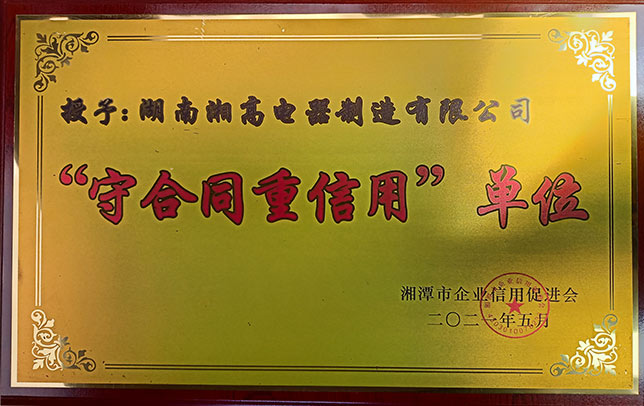 授予:湖南湘高电器制造有限公司
“守合同重信用”单位
湘潭市企业信用促进会
二〇二一年五月